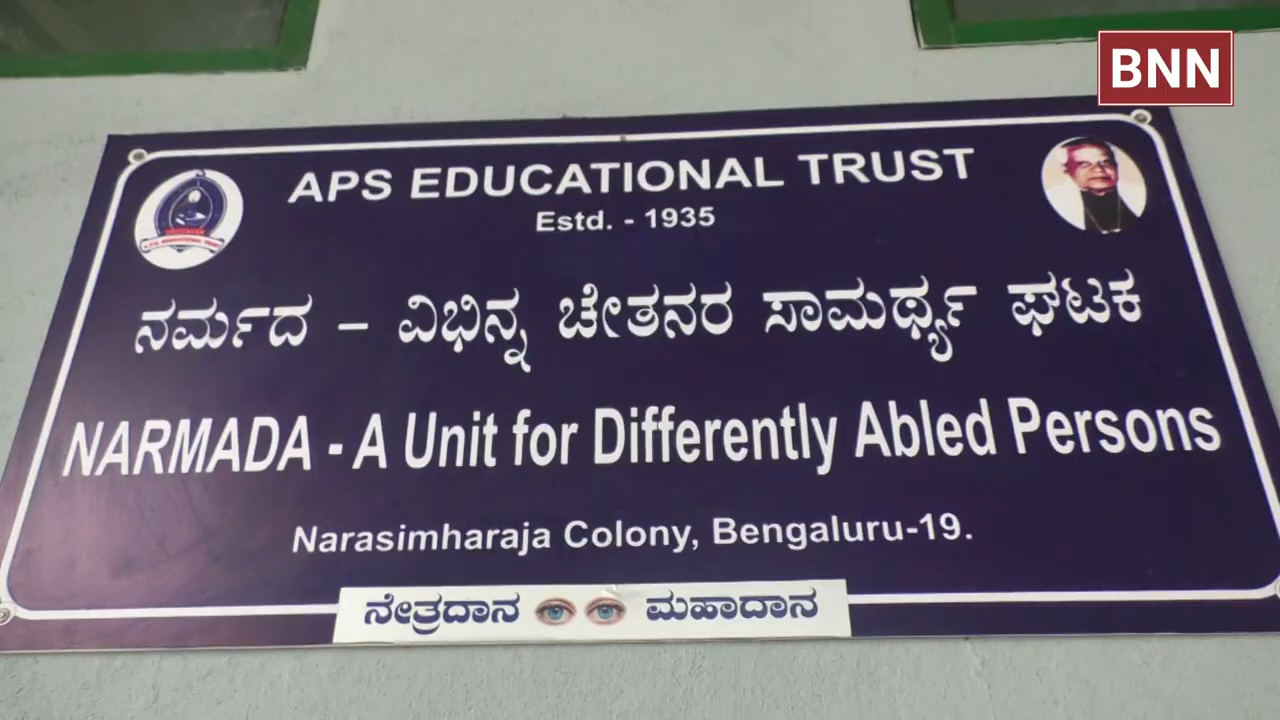 BNN
APS EDUCATIONAL TRUST
Estd. - 1935
ನರ್ಮದ – ವಿಭಿನ್ನ ಚೇತನರ ಸಾಮರ್ಥ್ಯ ಘಟಕ
NARMADA - A Unit for Differently Abled Persons
Narasimharaja Colony, Bengaluru-19.
ನೇತ್ರದಾನ ಮಹಾದಾನ